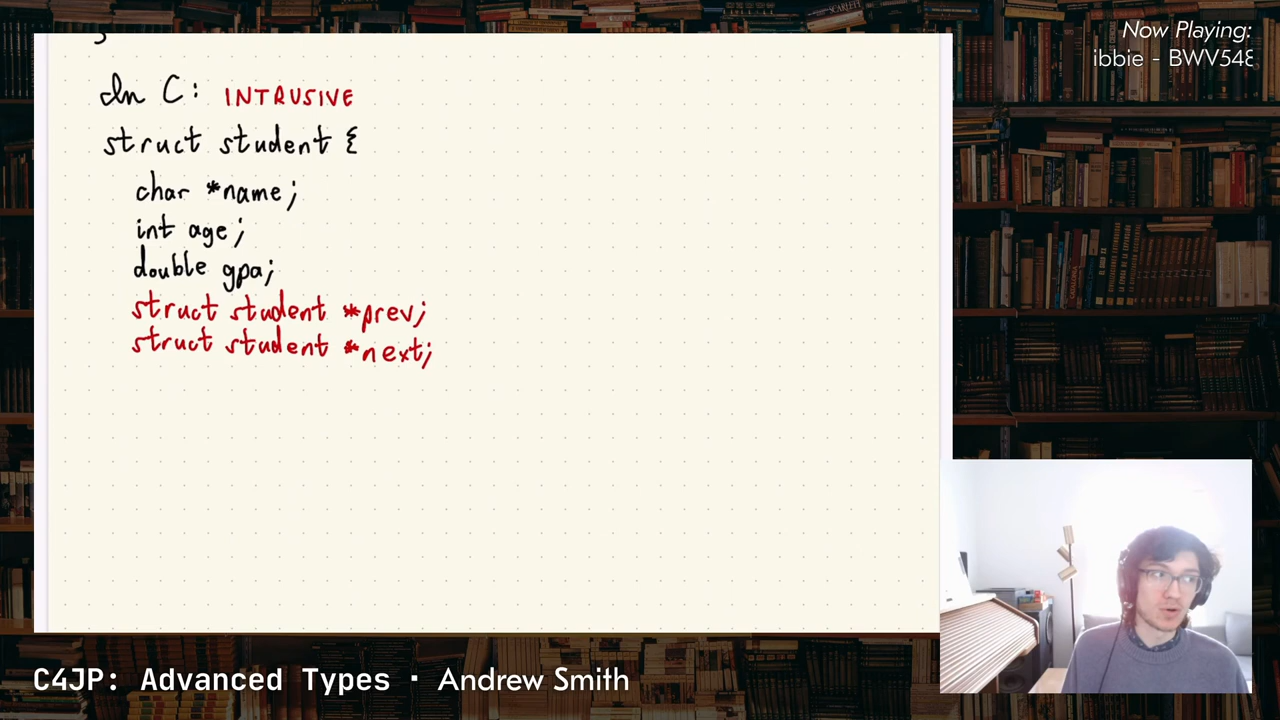 In C: INTRUSIVE
struct student {
char *name;
int age;
double gpa;
struct student *prev;
struct student *next;
Now Playing:
ibbie - BWV548
C4JP: Advanced Types · Andrew Smith